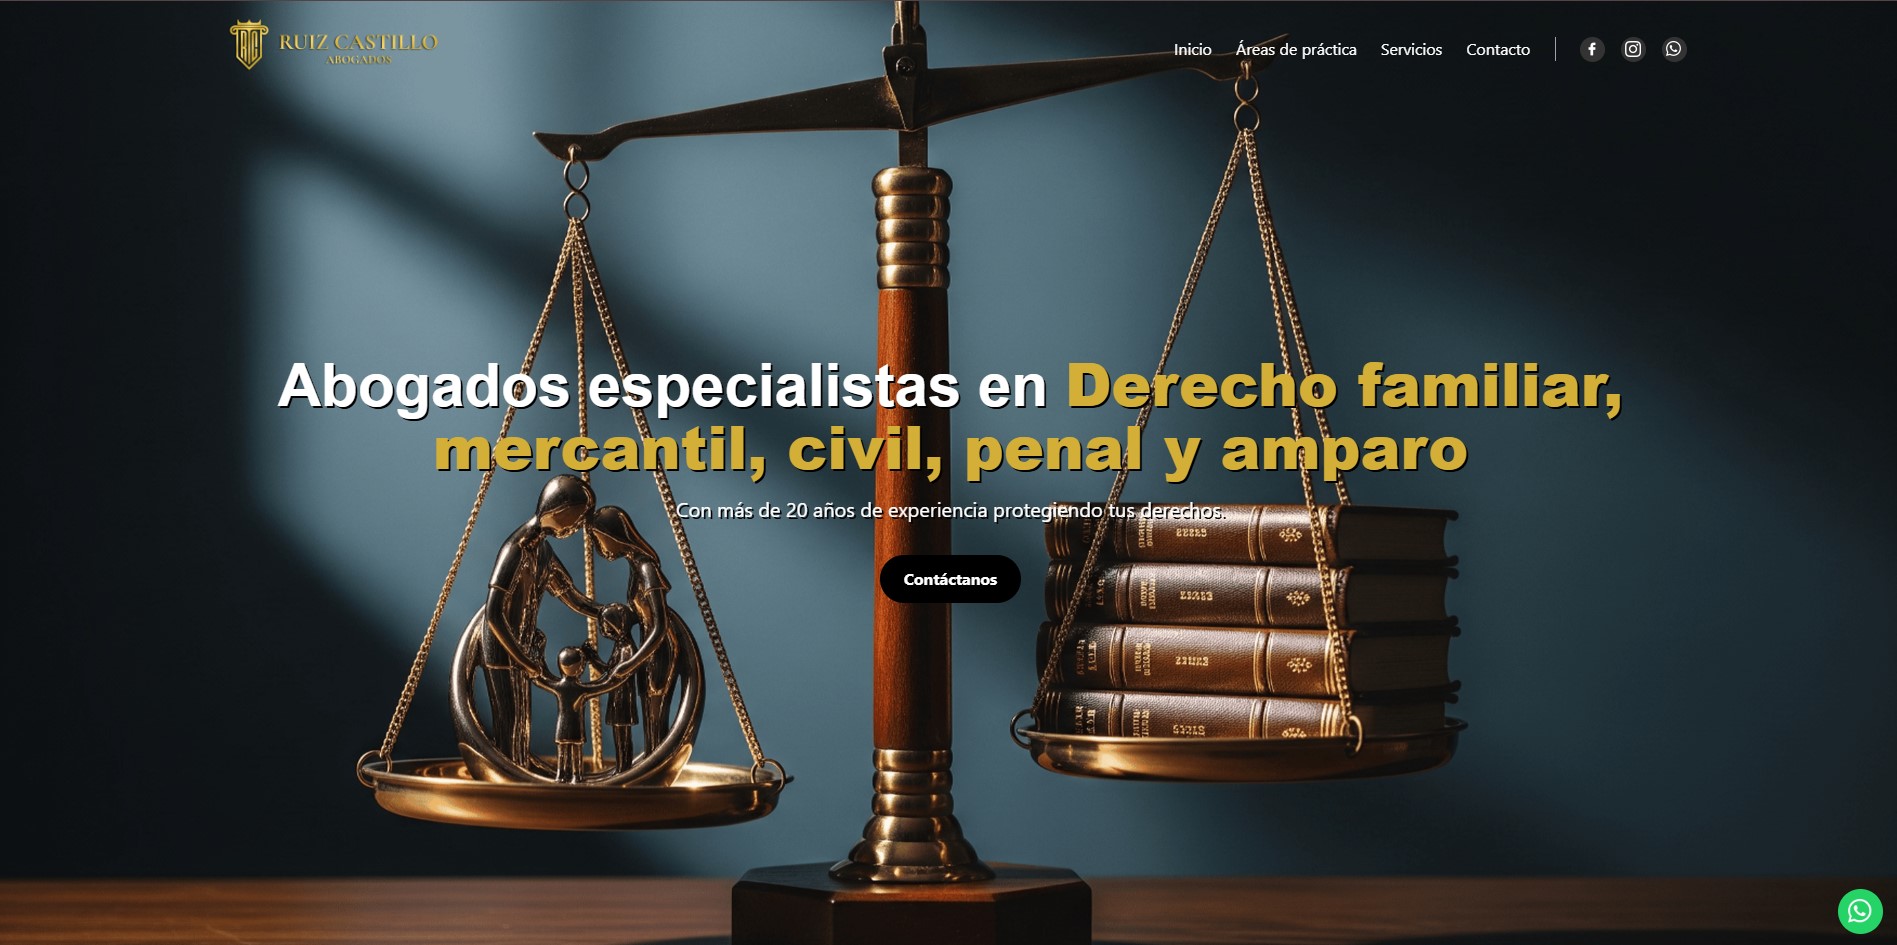 RUIZ CASTILLO
ABOGADOS
Inicio
Áreas de práctica
Servicios
Contacto
Abogados especialistas en Derecho familiar,
mercantil, civil, penal y amparo
Con más de 20 años de experiencia protegiendo tus derechos.
Contáctanos